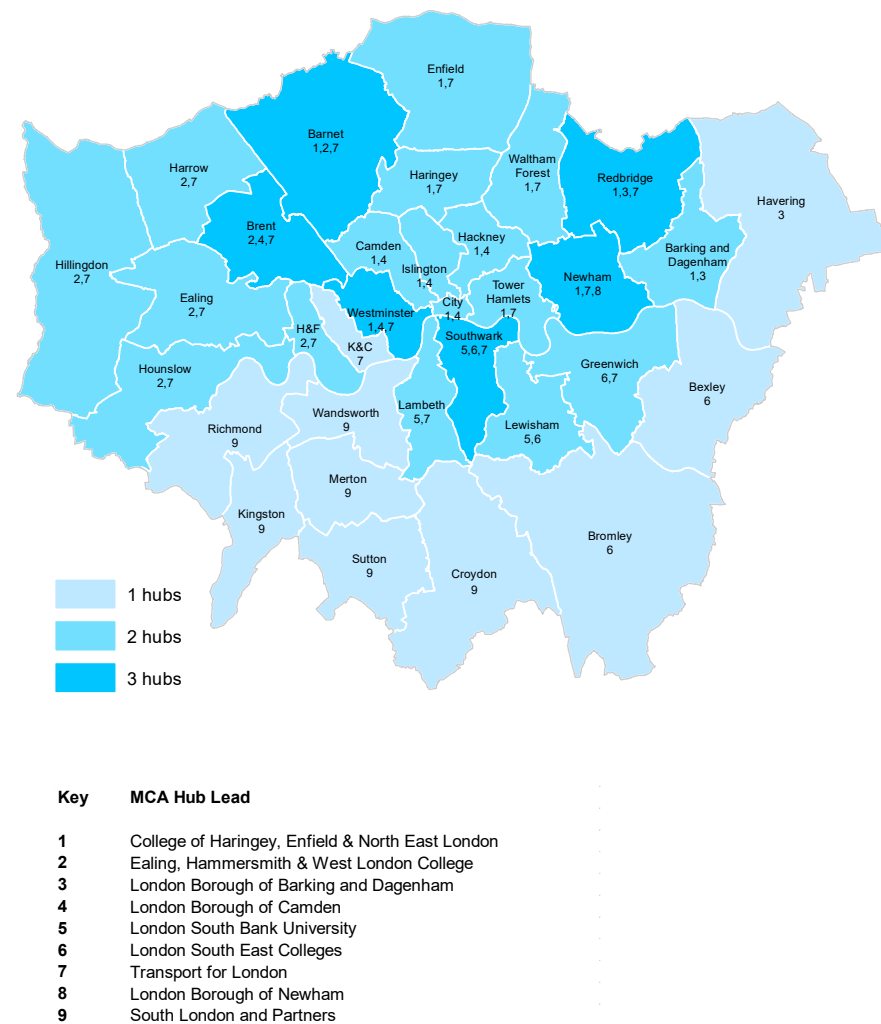 Enfield
1,7
Barnet
1,2,7
Harrow
2,7
Haringey
1,7
Waltham
Forest
1,7
Redbridge
1,3,7
Havering
3
Brent
2,4,7
Camden
1,4
Hackney
1,4
Islington
1,4
Barking and
Dagenham
1,3
Hillingdon
2,7
Ealing
2,7
Newham
1,7,8
Tower
Hamlets
1,7
City
1,4
Westminster
1,4,7
H&F
2,7
K&C
7
Southwark
5,6,7
Hounslow
2,7
Greenwich
6,7
Bexley
6
Richmond
9
Wandsworth
9
Lambeth
5,7
Lewisham
5,6
Merton
9
Kingston
9
Bromley
6
Sutton
9
Croydon
9
1 hubs
2 hubs
3 hubs
Key MCA Hub Lead
1 College of Haringey, Enfield & North East London
2 Ealing, Hammersmith & West London College
3 London Borough of Barking and Dagenham
4 London Borough of Camden
5 London South Bank University
6 London South East Colleges
7 Transport for London
8 London Borough of Newham
9 South London and Partners